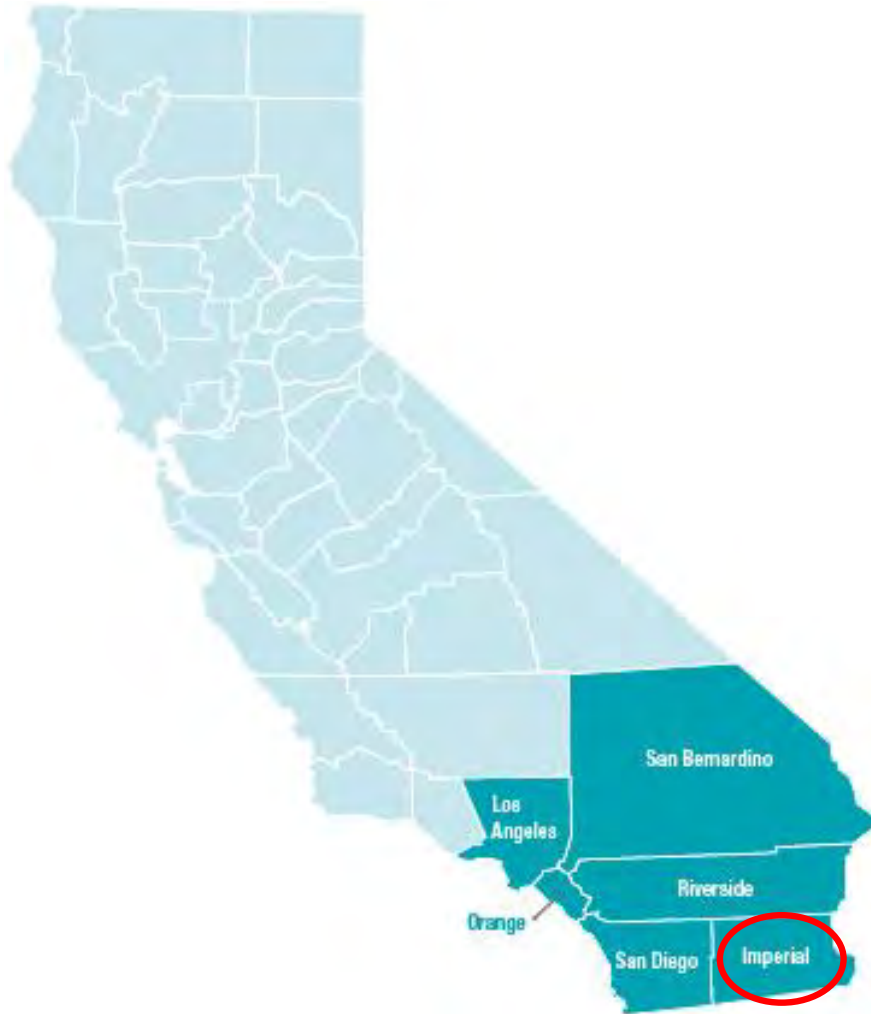 San Bernardino
Los
Angeles
Riverside
Orange
San Diego
Imperial